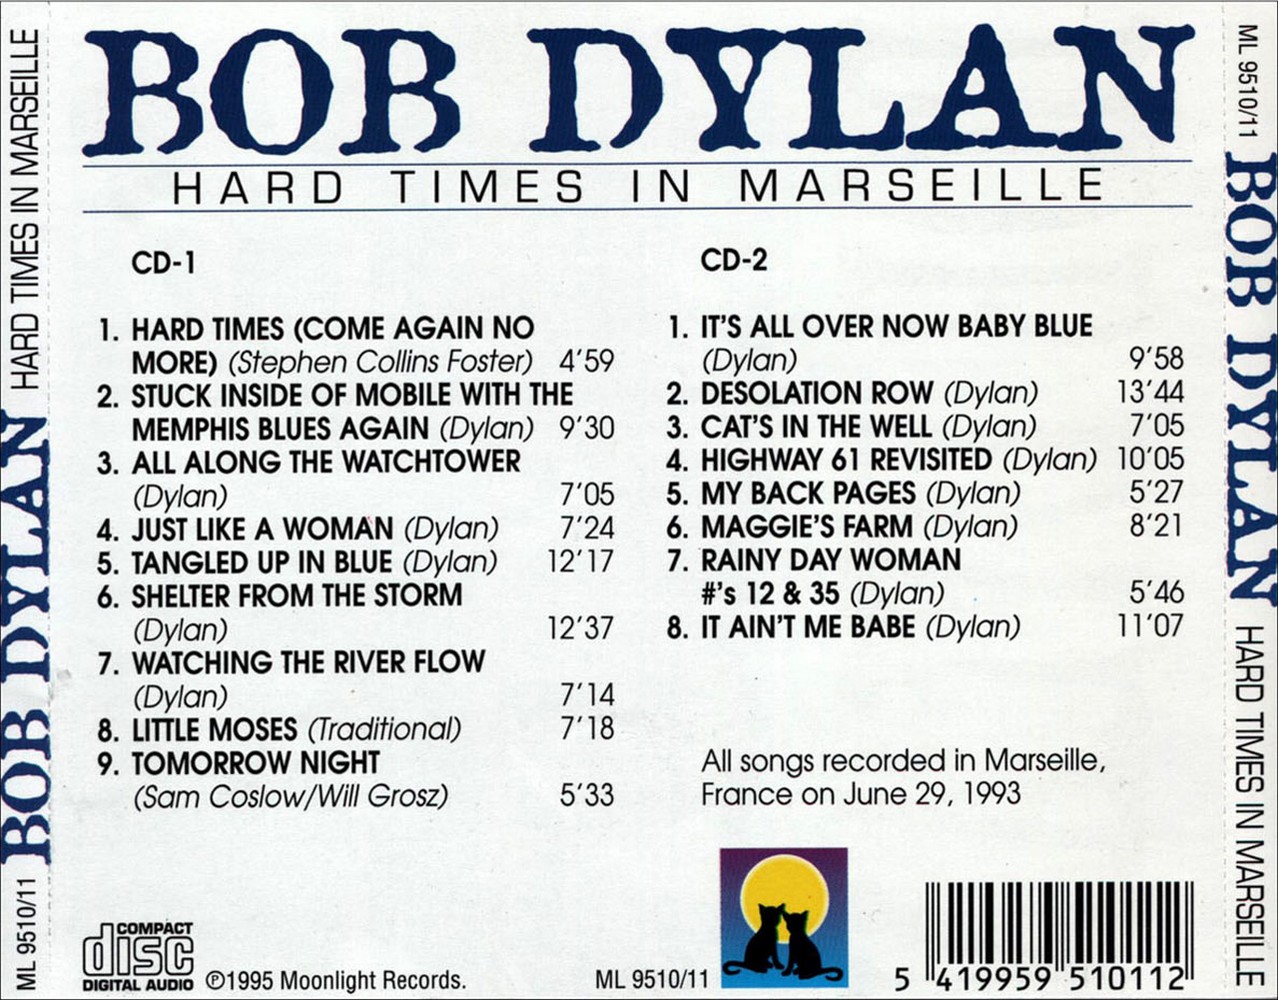 BOB DYLAN
HARD TIMES IN MARSEILLE
CD-1
1. HARD TIMES (COME AGAIN NO
MORE) (Stephen Collins Foster) 4'59
2. STUCK INSIDE OF MOBILE WITH THE
MEMPHIS BLUES AGAIN (Dylan) 9'30
3. ALL ALONG THE WATCHTOWER
(Dylan) 7'05
4. JUST LIKE A WOMAN (Dylan) 7'24
5. TANGLED UP IN BLUE (Dylan) 12'17
6. SHELTER FROM THE STORM
(Dylan) 12'37
7. WATCHING THE RIVER FLOW
(Dylan) 7'14
8. LITTLE MOSES (Traditional) 7'18
9. TOMORROW NIGHT
(Sam Coslow/Will Grosz) 5'33
CD-2
1. IT'S ALL OVER NOW BABY BLUE
(Dylan) 9'58
2. DESOLATION ROW (Dylan) 13'44
3. CAT'S IN THE WELL (Dylan) 7'05
4. HIGHWAY 61 REVISITED (Dylan) 10'05
5. MY BACK PAGES (Dylan) 5'27
6. MAGGIE'S FARM (Dylan) 8'21
7. RAINY DAY WOMAN
#'s 12 & 35 (Dylan) 5'46
8. IT AIN'T ME BABE (Dylan) 11'07
All songs recorded in Marseille,
France on June 29, 1993
COMPACT
disc
DIGITAL AUDIO
℗1995 Moonlight Records.
ML 9510/11
5 419959 510112
ML 9510/11 BOB DYLAN HARD TIMES IN MARSEILLE
ML 9510/11 BOB DYLAN HARD TIMES IN MARSEILLE